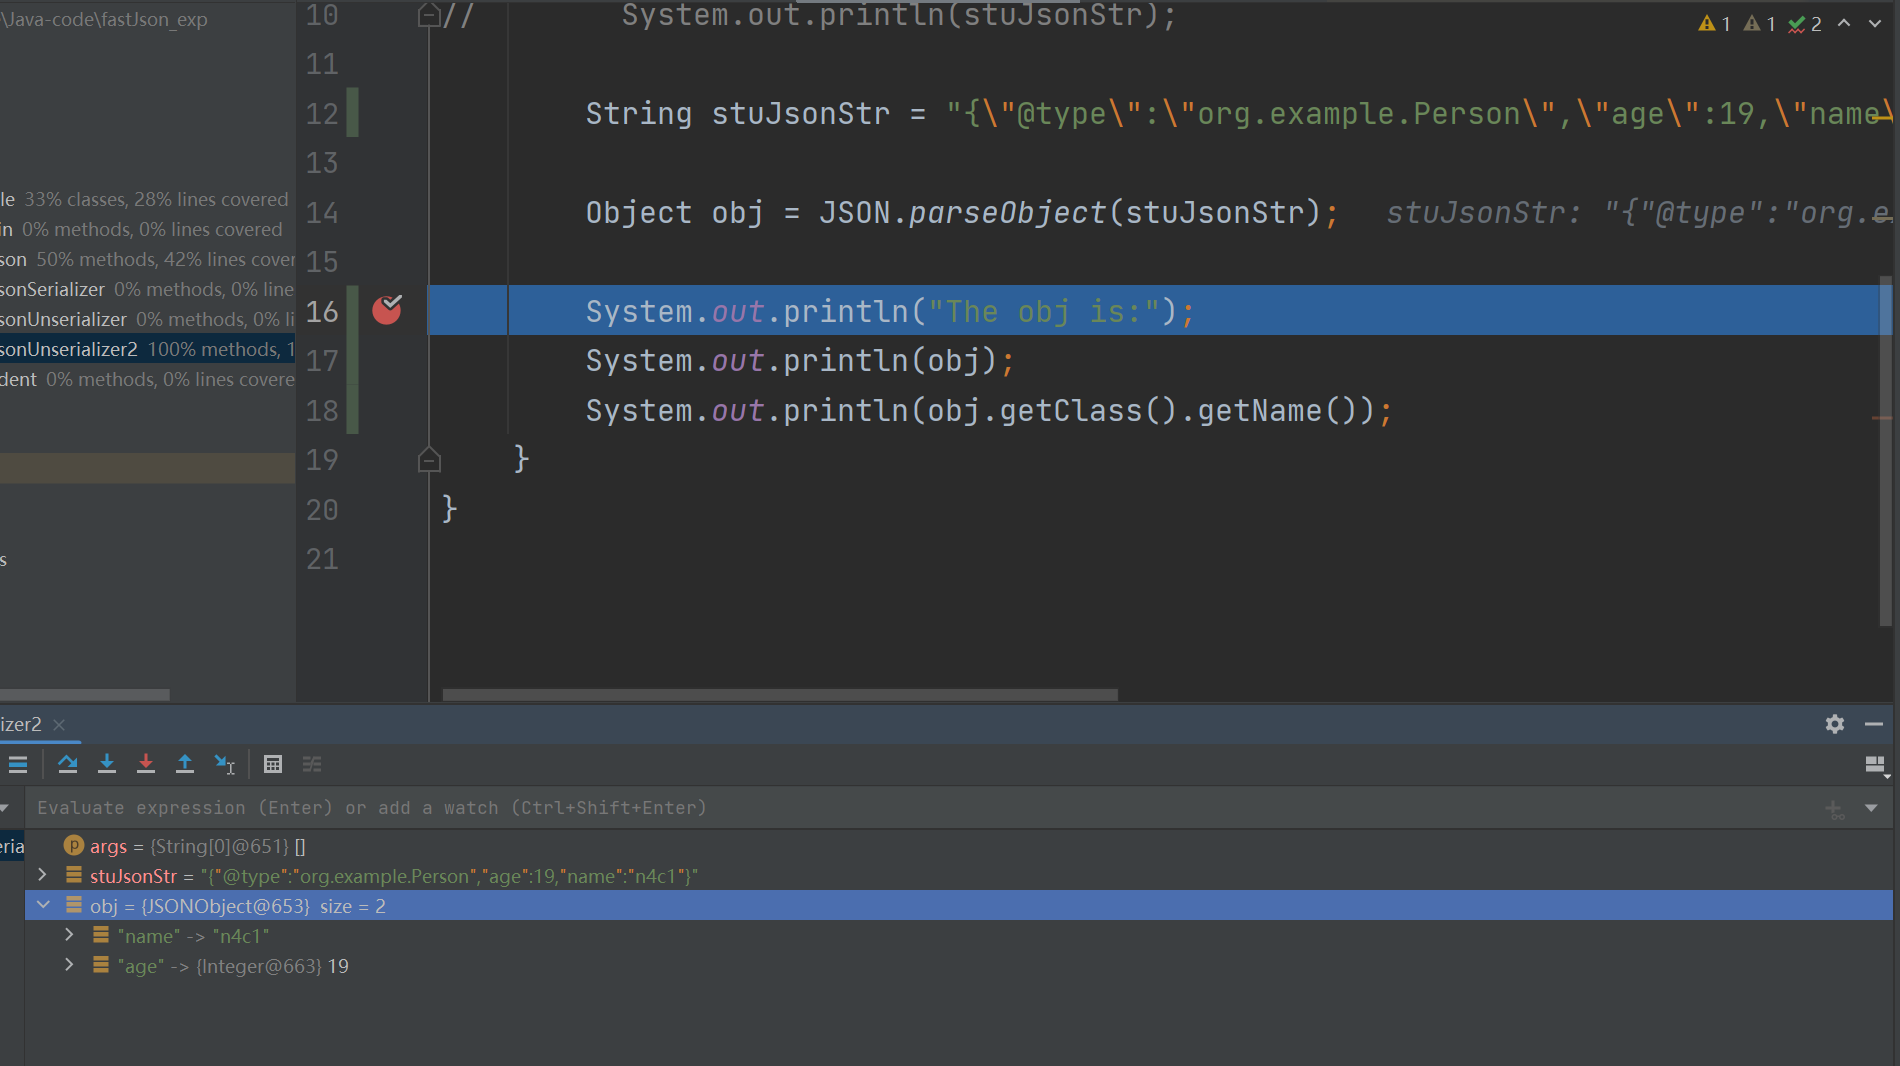 \Java-code\fastJson_exp
le 33% classes, 28% lines covered
in 0% methods, 0% lines covered
son 50% methods, 42% lines cover
sonSerializer 0% methods, 0% line
sonUnserializer 0% methods, 0% li
sonUnserializer2 100% methods, 1
dent 0% methods, 0% lines covere
s
1 1 2
10 // System.out.println(stuJsonStr);
11
12 String stuJsonStr = "{\"@type\":\"org.example.Person\",\"age\":19,\"name\
13
14 Object obj = JSON.parseObject(stuJsonStr); stuJsonStr: "{"@type":"org.e
15
16 System.out.println("The obj is:");
17 System.out.println(obj);
18 System.out.println(obj.getClass().getName());
19 }
20 }
21
izer2
Evaluate expression (Enter) or add a watch (Ctrl+Shift+Enter)
eria
p args = {String[0]@651} []
stuJsonStr = "{"@type":"org.example.Person","age":19,"name":"n4c1"}"
obj = {JSONObject@653} size = 2
"name" -> "n4c1"
"age" -> {Integer@663} 19